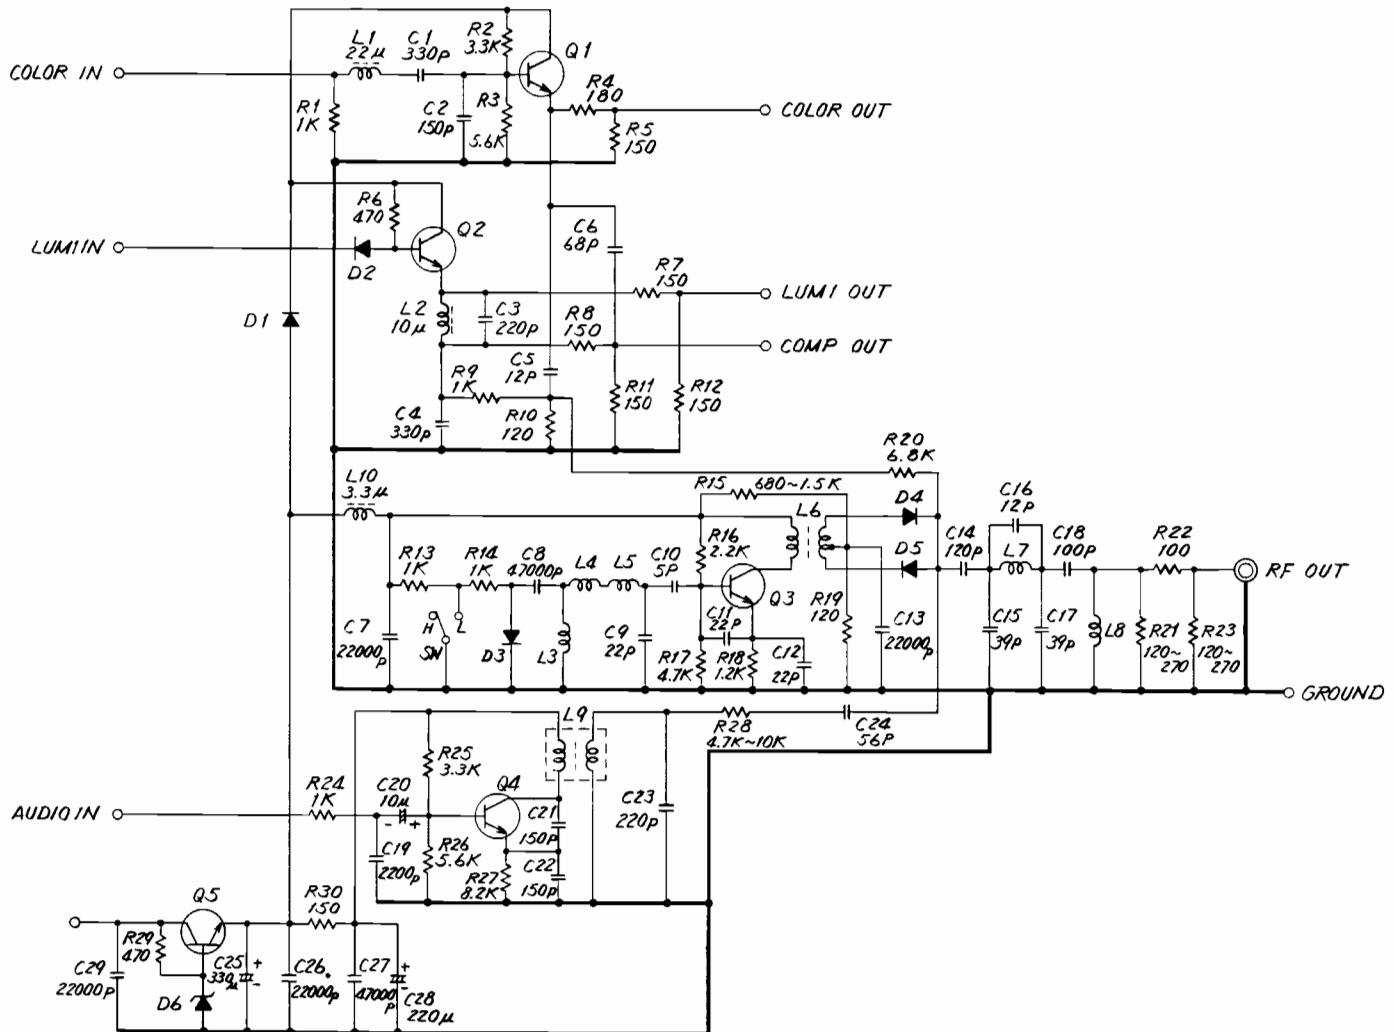 COLOR IN
L1
22μ
C1
330p
R2
3.3K
Q1
R1
1K
C2
150p
R3
5.6K
R4
180
COLOR OUT
R5
150
R6
470
Q2
LUMI IN
D2
C6
68P
R7
150
LUMI OUT
D1
L2
10μ
C3
220p
R8
150
COMP OUT
R9
1K
C5
12p
R11
150
R12
150
C4
330p
R10
120
R20
6.8K
L10
3.3μ
R15
680~1.5K
L6
D4
C16
12p
R13
1K
R14
1K
C8
47000p
L4
L5
C10
5P
R16
2.2K
D5
C14
120p
L7
C18
100p
R22
100
RF OUT
Q3
C7
22000p
H
L
SW
D3
L3
C9
22p
C11
22p
R17
4.7K
R18
1.2K
C12
22p
R19
120
C13
22000p
C15
39p
C17
39p
L8
R21
120~
270
R23
120~
270
GROUND
L9
R28
4.7K~10K
C24
56P
R25
3.3K
R24
1K
C20
10μ
- +
Q4
AUDIO IN
C21
150p
C23
220p
C19
2200p
R26
5.6K
R27
8.2K
C22
150p
Q5
R30
150
R29
470
C29
22000p
D6
C25
330μ
+
-
C26
22000p
C27
47000p
+
-
C28
220μ